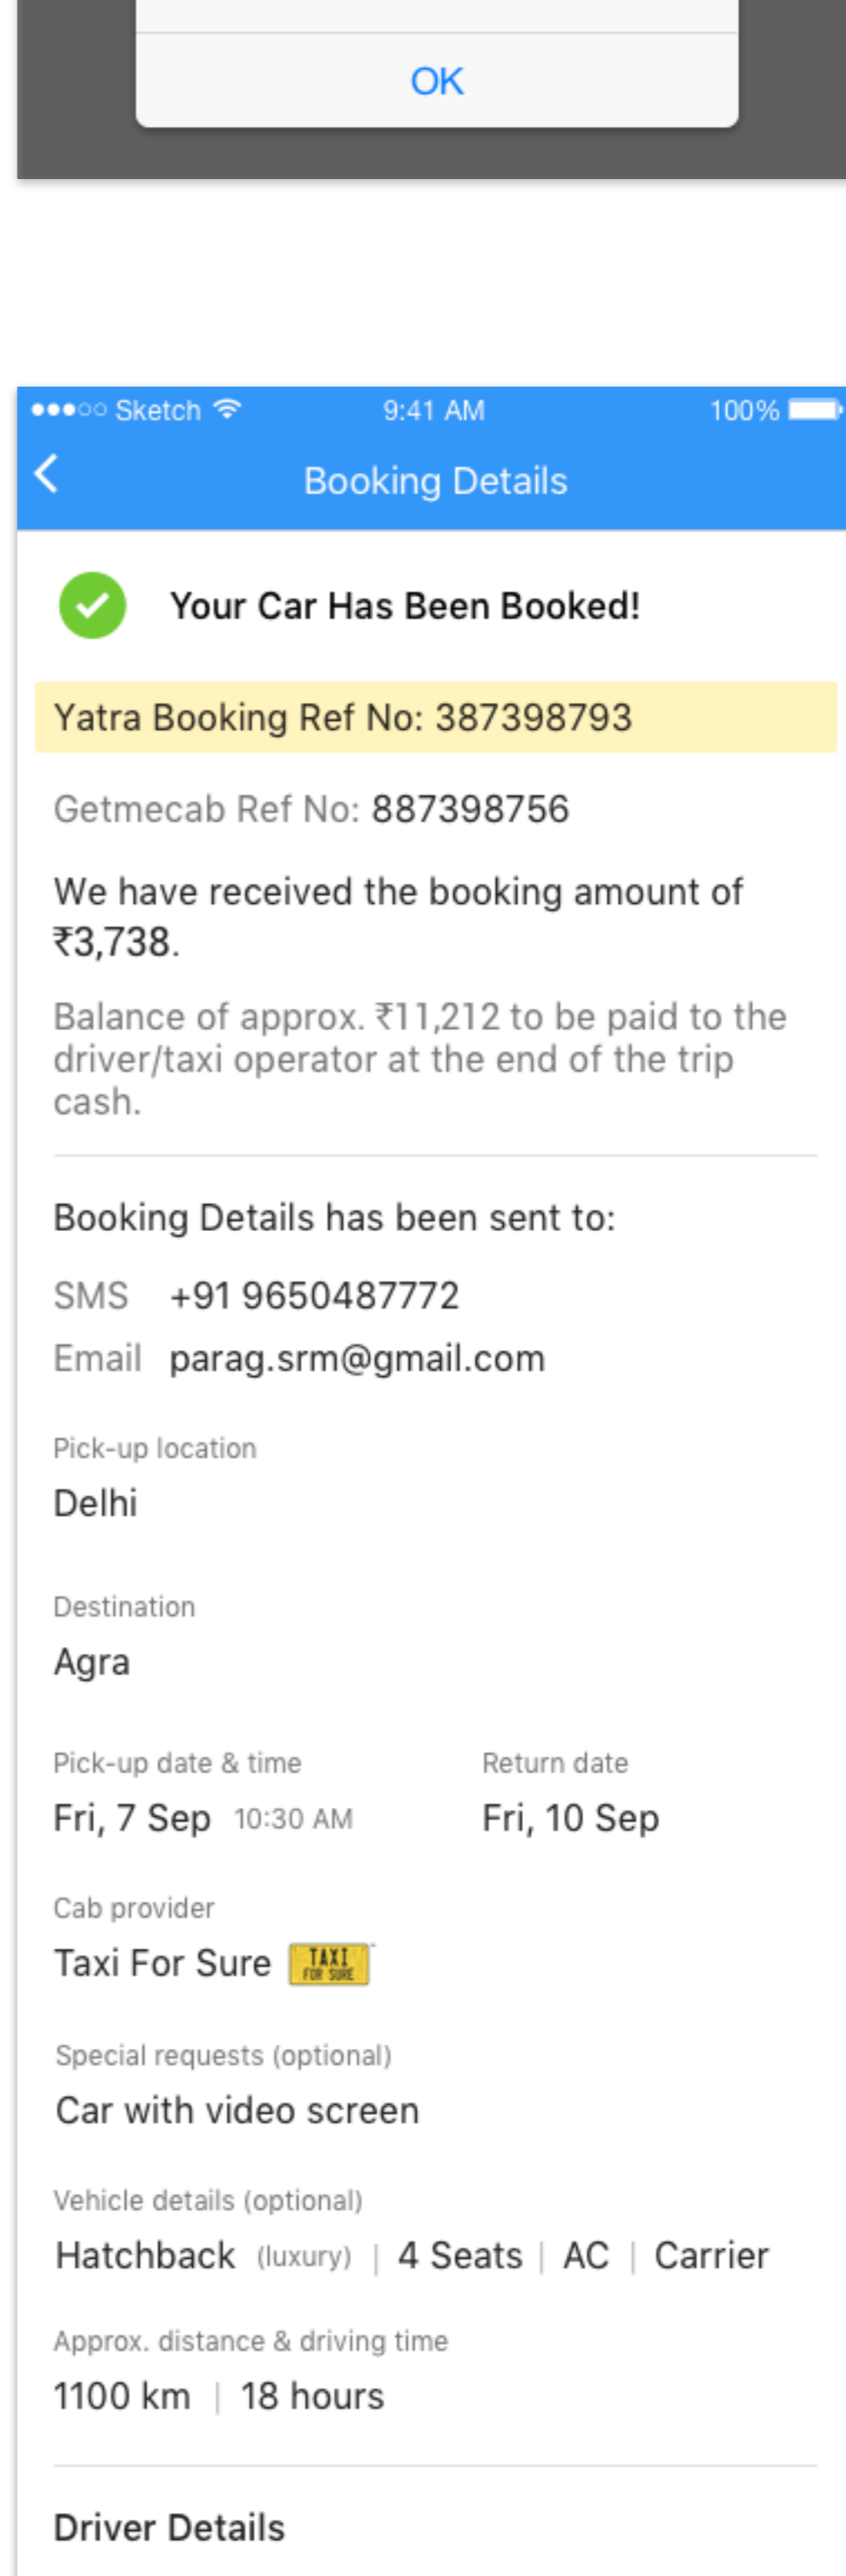 OK
Sketch 9:41 AM 100%
Booking Details
Your Car Has Been Booked!
Yatra Booking Ref No: 387398793
Getmecab Ref No: 887398756
We have received the booking amount of
₹3,738.
Balance of approx. ₹11,212 to be paid to the
driver/taxi operator at the end of the trip
cash.
Booking Details has been sent to:
SMS +91 9650487772
Email parag.srm@gmail.com
Pick-up location
Delhi
Destination
Agra
Pick-up date & time Return date
Fri, 7 Sep 10:30 AM Fri, 10 Sep
Cab provider
Taxi For Sure TAXI FOR SURE
Special requests (optional)
Car with video screen
Vehicle details (optional)
Hatchback (luxury) | 4 Seats | AC | Carrier
Approx. distance & driving time
1100 km | 18 hours
Driver Details